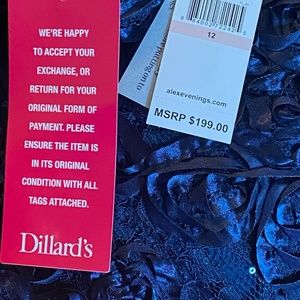 WE'RE HAPPY
TO ACCEPT YOUR
EXCHANGE, OR
RETURN FOR YOUR
ORIGINAL FORM OF
PAYMENT. PLEASE
ENSURE THE ITEM IS
IN ITS ORIGINAL
CONDITION WITH ALL
TAGS ATTACHED.
Dillard's
12
alexevenings.com
MSRP $199.00